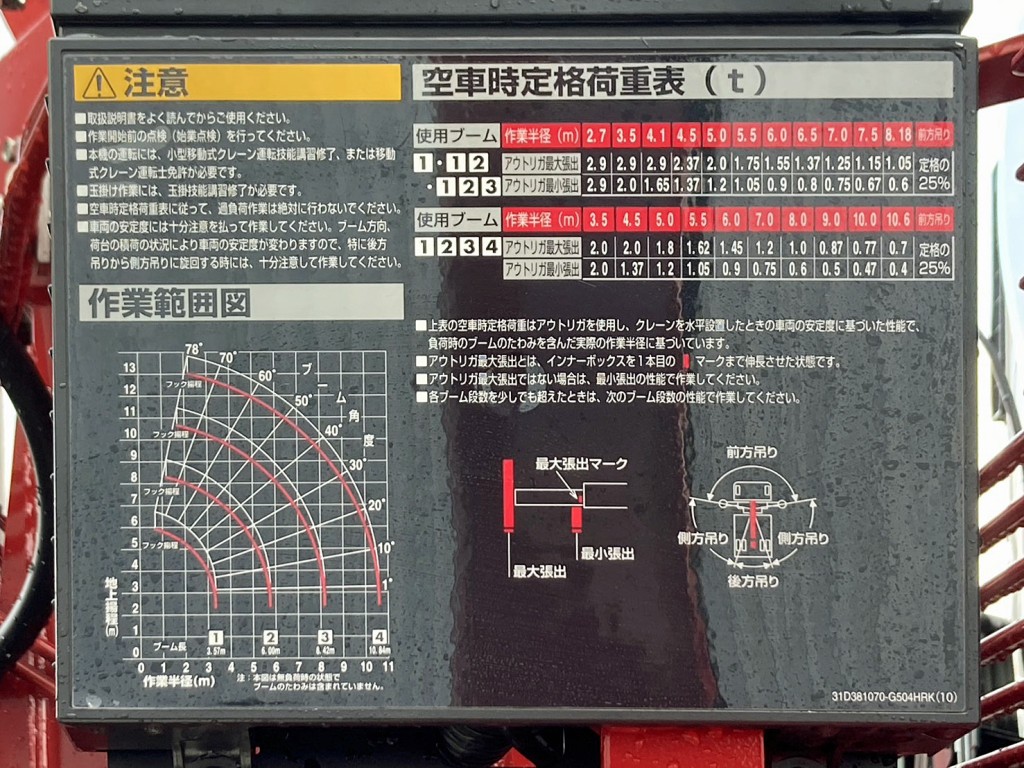 注意
■取扱説明書をよく読んでからご使用ください。
■作業開始前の点検（始業点検）を行ってください。
■本機の運転には、小型移動式クレーン運転技能講習修了、または移動
式クレーン運転士免許が必要です。
■玉掛け作業には、玉掛技能講習修了が必要です。
■空車時定格荷重表に従って、過負荷作業は絶対に行わないでください。
■車両の安定度には十分注意を払って作業してください。ブーム方向、
荷台の積荷の状況により車両の安定度が変わりますので、特に後方
吊りから側方吊りに旋回する時には、十分注意して作業してください。
作業範囲図
78° 70° 60° 50° 40° 30° 20° 10° 1°
ブーム角度
フック揚程
フック揚程
フック揚程
フック揚程
13
12
11
10
9
8
7
6
5
4
3
2
1
0
地上揚程(m)
ブーム長
1 2 3 4
3.57m 6.00m 8.42m 10.84m
0 1 2 3 4 5 6 7 8 9 10 11
作業半径(m)
注：本図は無負荷時の状態で
ブームのたわみは含まれていません。
空車時定格荷重表（t）
使用ブーム 作業半径（m） 2.7 3.5 4.1 4.5 5.0 5.5 6.0 6.5 7.0 7.5 8.18 前方吊り
1・12 アウトリガ最大張出 2.9 2.9 2.9 2.37 2.0 1.75 1.55 1.37 1.25 1.15 1.05 定格の
・123 アウトリガ最小張出 2.9 2.0 1.65 1.37 1.2 1.05 0.9 0.8 0.75 0.67 0.6 25%
使用ブーム 作業半径（m） 3.5 4.5 5.0 5.5 6.0 7.0 8.0 9.0 10.0 10.6 前方吊り
1234 アウトリガ最大張出 2.0 2.0 1.8 1.62 1.45 1.2 1.0 0.87 0.77 0.7 定格の
アウトリガ最小張出 2.0 1.37 1.2 1.05 0.9 0.75 0.6 0.5 0.47 0.4 25%
■上表の空車時定格荷重はアウトリガを使用し、クレーンを水平設置したときの車両の安定度に基づいた性能で、
負荷時のブームのたわみを含んだ実際の作業半径に基づいています。
■アウトリガ最大張出とは、インナーボックスを1本目の マークまで伸長させた状態です。
■アウトリガ最大張出ではない場合は、最小張出の性能で作業してください。
■各ブーム段数を少しでも超えたときは、次のブーム段数の性能で作業してください。
最大張出マーク
最小張出
最大張出
前方吊り
側方吊り 側方吊り
後方吊り
31D381070-G504HRK(10)